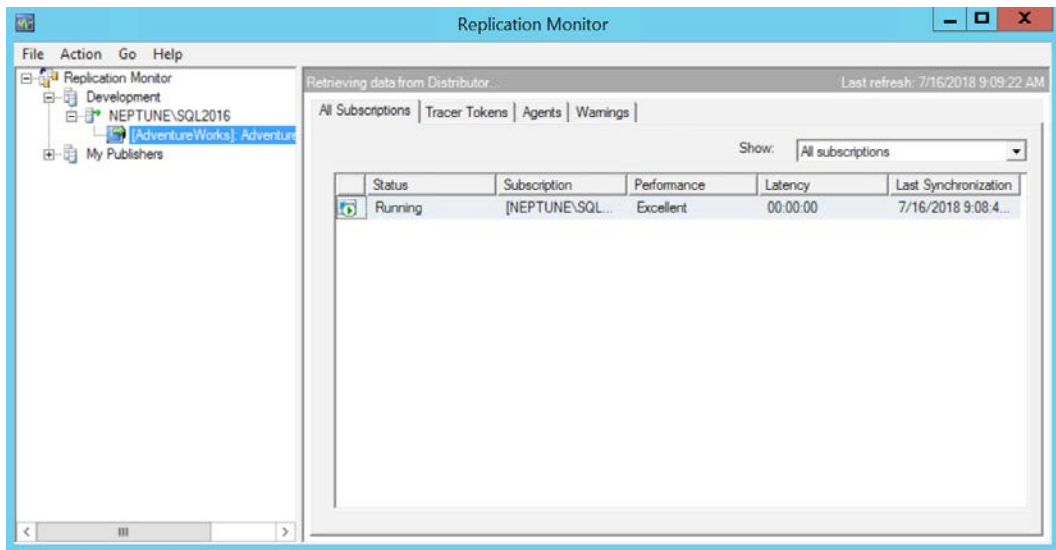 Replication Monitor
File Action Go Help
Replication Monitor
Development
NEPTUNE\SQL2016
[AdventureWorks]: Adventure
My Publishers
Retrieving data from Distributor... Last refresh: 7/16/2018 9:09:22 AM
All Subscriptions Tracer Tokens Agents Warnings
Show: All subscriptions
Status Subscription Performance Latency Last Synchronization
Running [NEPTUNE\SQL... Excellent 00:00:00 7/16/2018 9:08:4...